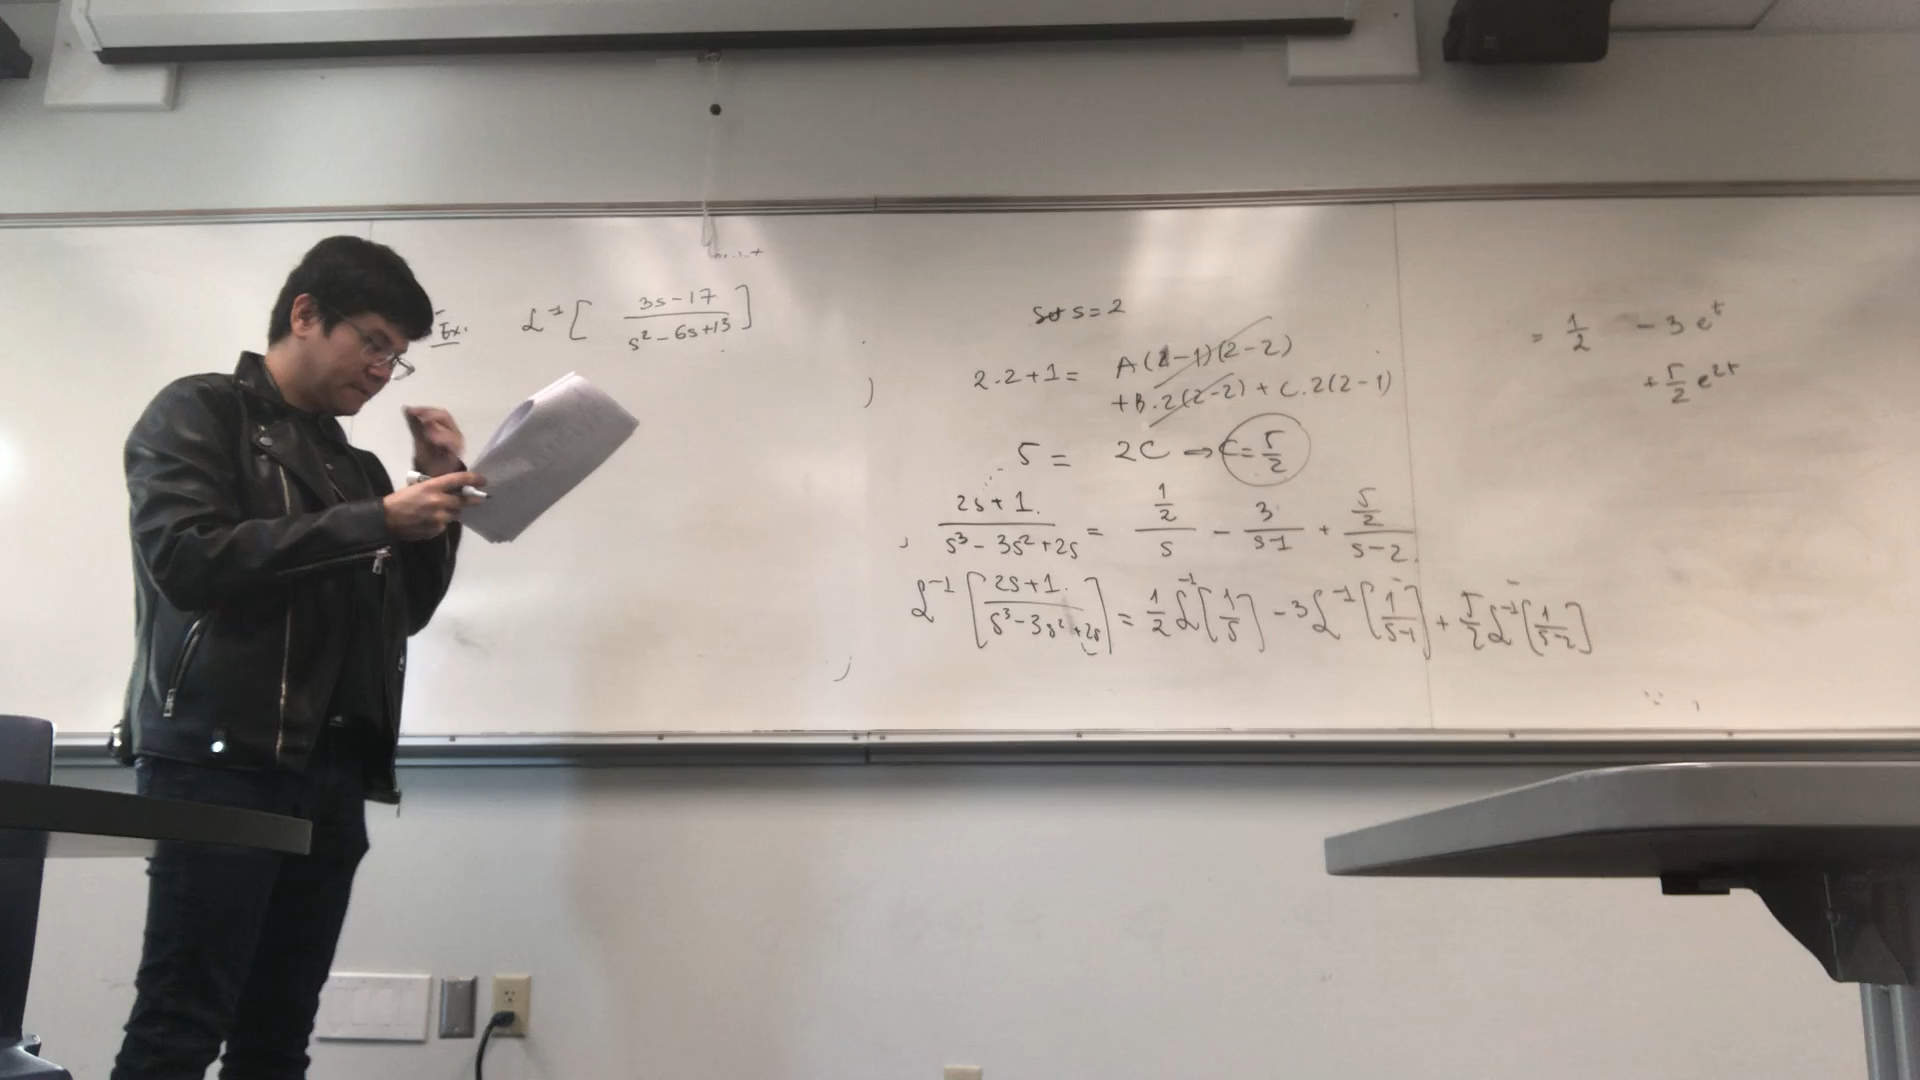 Ex. ℒ⁻¹[ (3s-17)/(s²-6s+13) ]
Set s=2
2.2+1= A(2-1)(2-2)
+B.2(2-2)+C.2(2-1)
5 = 2C ⇒ C=5/2
(2s+1.)/(s³-3s²+2s) = (1/2)/s - 3/(s-1) + (5/2)/(s-2)
ℒ⁻¹[ (2s+1.)/(s³-3s²+2s) ] = 1/2 ℒ⁻¹[1/s] -3ℒ⁻¹[1/(s-1)] + 5/2 ℒ⁻¹[1/(s-2)]
= 1/2 - 3e^t
+ 5/2 e^2t